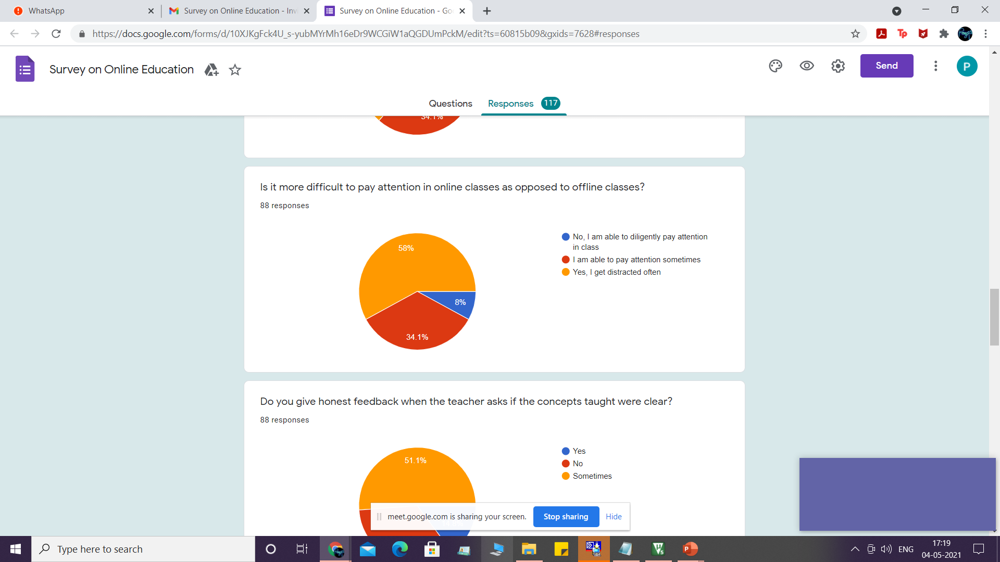 WhatsApp
Survey on Online Education - Invi
Survey on Online Education - Goo
https://docs.google.com/forms/d/10XJKgFck4U_s-yubMYrMh16eDr9WCGiW1aQGDUmPckM/edit?ts=60815b09&gxids=7628#responses
Survey on Online Education
Send
P
Questions
Responses 117
34.1%
Is it more difficult to pay attention in online classes as opposed to offline classes?
88 responses
58%
8%
34.1%
No, I am able to diligently pay attention
in class
I am able to pay attention sometimes
Yes, I get distracted often
Do you give honest feedback when the teacher asks if the concepts taught were clear?
88 responses
51.1%
Yes
No
Sometimes
meet.google.com is sharing your screen.
Stop sharing
Hide
Type here to search
ENG
17:19
04-05-2021